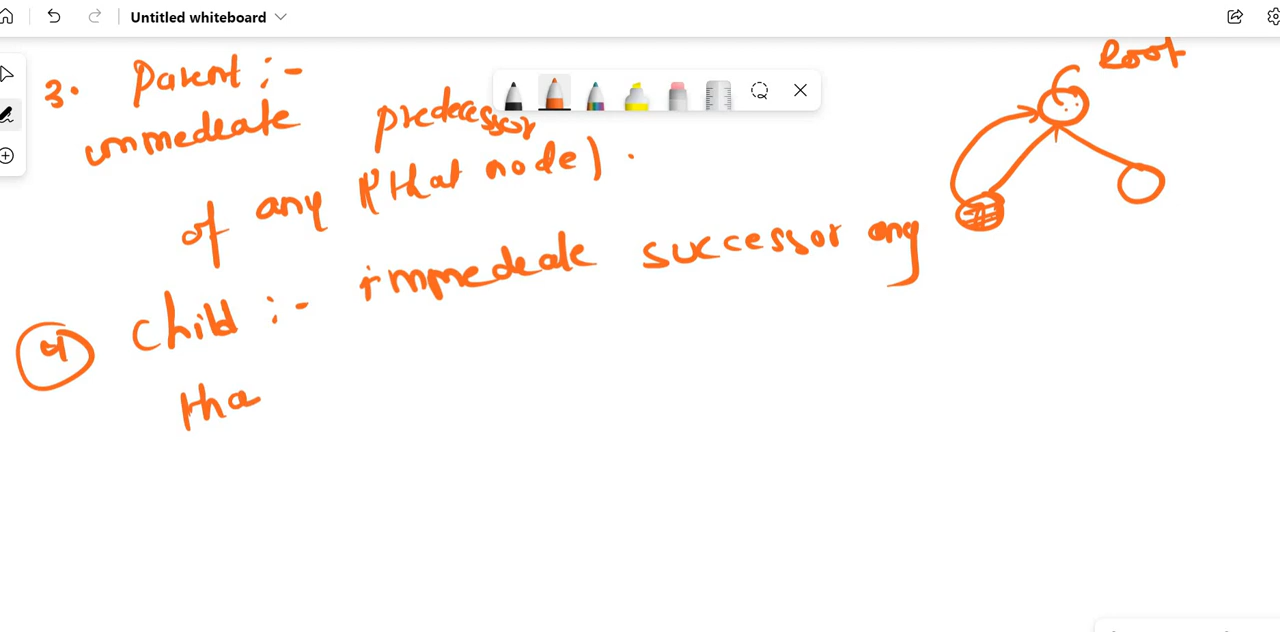 Untitled whiteboard
Root
3. Parent :-
immedeate predecessor
of any (that node).
4 Child :- immedeate successor any
tha